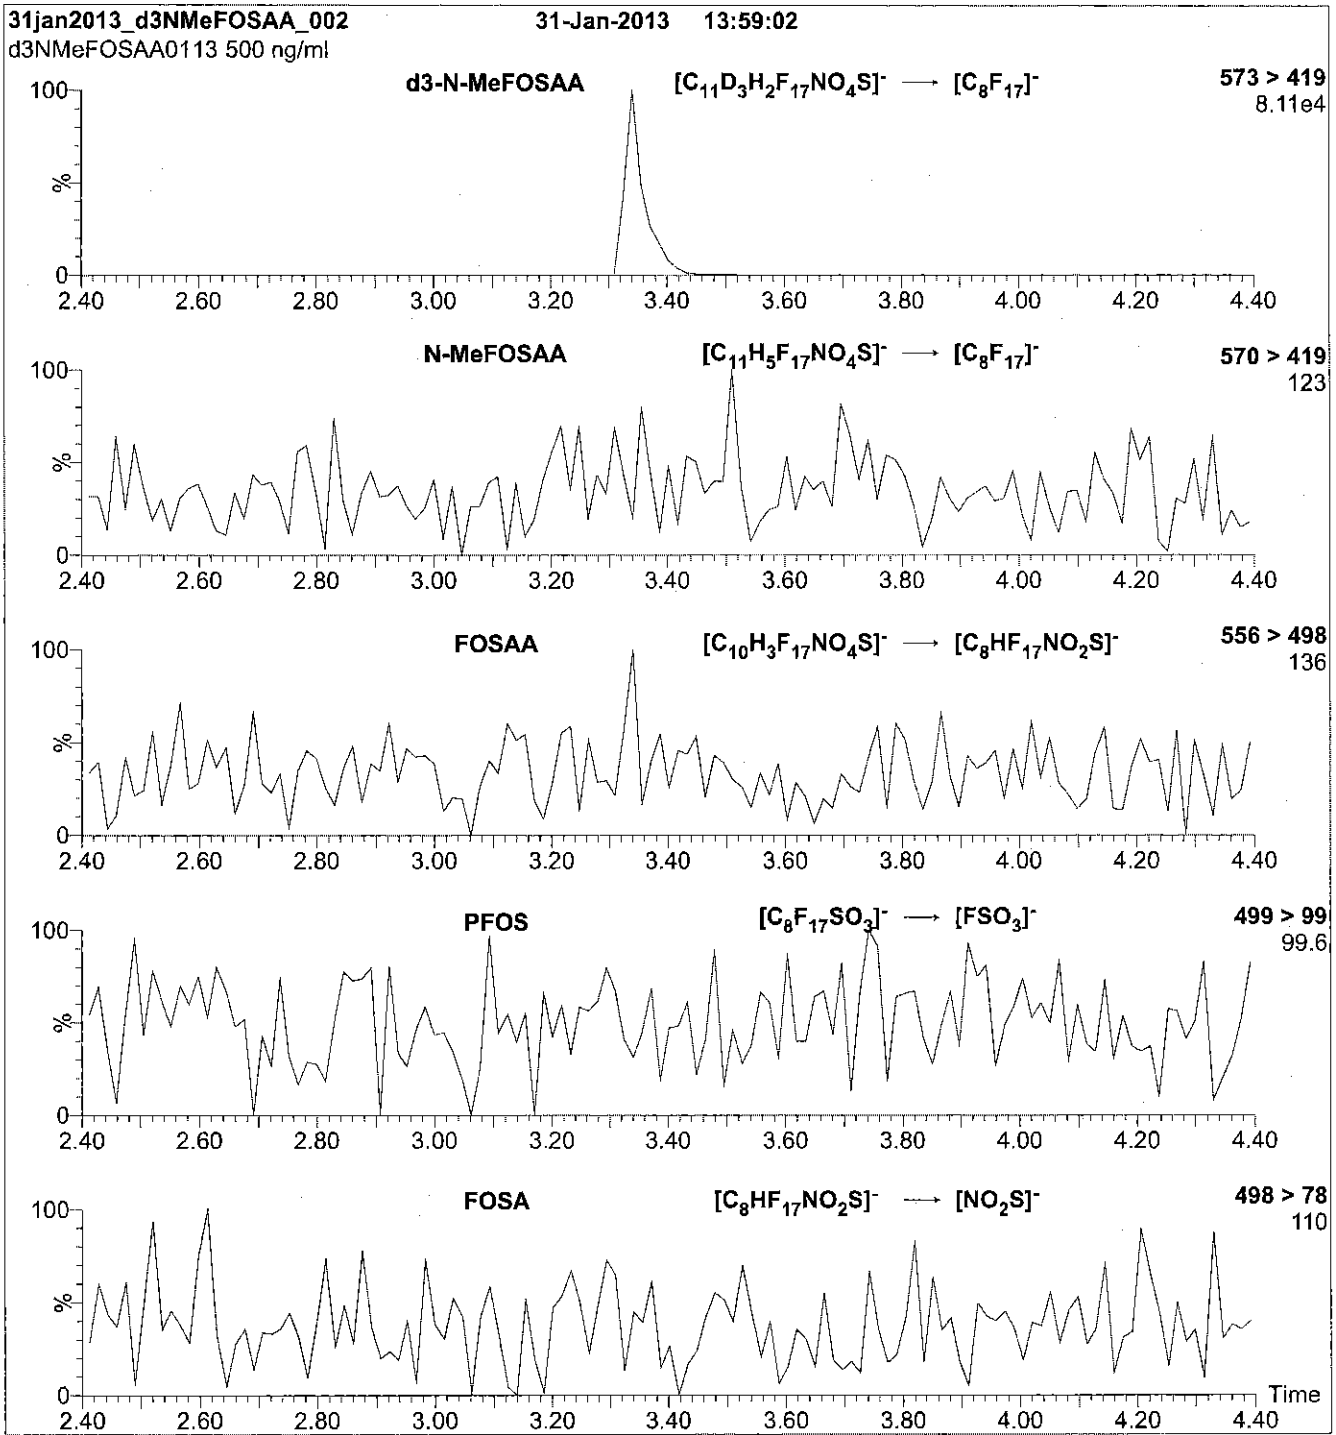 31jan2013_d3NMeFOSAA_002 31-Jan-2013 13:59:02
d3NMeFOSAA0113 500 ng/ml
d3-N-MeFOSAA [C₁₁D₃H₂F₁₇NO₄S]⁻ → [C₈F₁₇]⁻ 573 > 419
8.11e4
100
%
0
2.40 2.60 2.80 3.00 3.20 3.40 3.60 3.80 4.00 4.20 4.40
N-MeFOSAA [C₁₁H₅F₁₇NO₄S]⁻ → [C₈F₁₇]⁻ 570 > 419
123
100
%
0
2.40 2.60 2.80 3.00 3.20 3.40 3.60 3.80 4.00 4.20 4.40
FOSAA [C₁₀H₃F₁₇NO₄S]⁻ → [C₈HF₁₇NO₂S]⁻ 556 > 498
136
100
%
0
2.40 2.60 2.80 3.00 3.20 3.40 3.60 3.80 4.00 4.20 4.40
PFOS [C₈F₁₇SO₃]⁻ → [FSO₃]⁻ 499 > 99
99.6
100
%
0
2.40 2.60 2.80 3.00 3.20 3.40 3.60 3.80 4.00 4.20 4.40
FOSA [C₈HF₁₇NO₂S]⁻ → [NO₂S]⁻ 498 > 78
110
100
%
0 Time
2.40 2.60 2.80 3.00 3.20 3.40 3.60 3.80 4.00 4.20 4.40